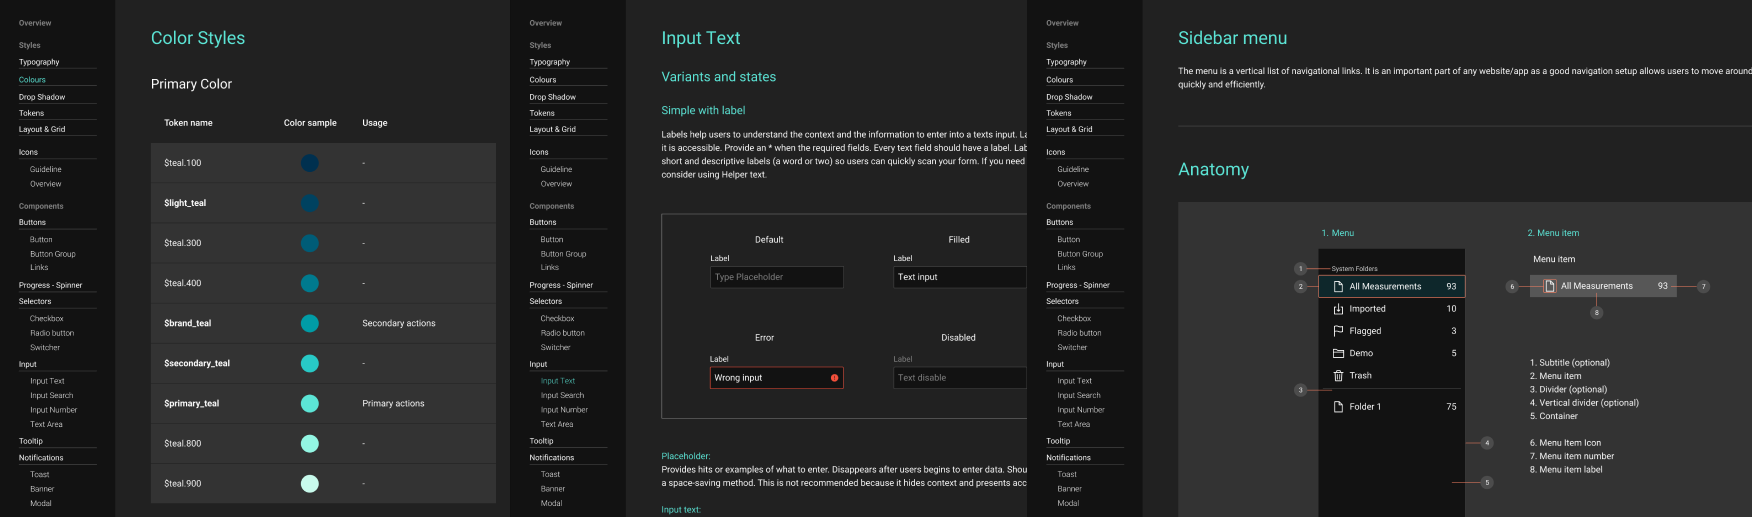 Overview
Styles
Typography
Colours
Drop Shadow
Tokens
Layout & Grid
Icons
Guideline
Overview
Components
Buttons
Button
Button Group
Links
Progress - Spinner
Selectors
Checkbox
Radio button
Switcher
Input
Input Text
Input Search
Input Number
Text Area
Tooltip
Notifications
Toast
Banner
Modal
Color Styles
Primary Color
Token name Color sample Usage
$teal.100 -
$light_teal -
$teal.300 -
$teal.400 -
$brand_teal Secondary actions
$secondary_teal -
$primary_teal Primary actions
$teal.800 -
$teal.900 -
Overview
Styles
Typography
Colours
Drop Shadow
Tokens
Layout & Grid
Icons
Guideline
Overview
Components
Buttons
Button
Button Group
Links
Progress - Spinner
Selectors
Checkbox
Radio button
Switcher
Input
Input Text
Input Search
Input Number
Text Area
Tooltip
Notifications
Toast
Banner
Modal
Input Text
Variants and states
Simple with label
Labels help users to understand the context and the information to enter into a texts input. La
it is accessible. Provide an * when the required fields. Every text field should have a label. Lab
short and descriptive labels (a word or two) so users can quickly scan your form. If you need
consider using Helper text.
Default Filled
Label Label
Type Placeholder Text input
Error Disabled
Label Label
Wrong input Text disable
Placeholder:
Provides hits or examples of what to enter. Disappears after users begins to enter data. Shou
a space-saving method. This is not recommended because it hides context and presents acc
Input text:
Overview
Styles
Typography
Colours
Drop Shadow
Tokens
Layout & Grid
Icons
Guideline
Overview
Components
Buttons
Button
Button Group
Links
Progress - Spinner
Selectors
Checkbox
Radio button
Switcher
Input
Input Text
Input Search
Input Number
Text Area
Tooltip
Notifications
Toast
Banner
Modal
Sidebar menu
The menu is a vertical list of navigational links. It is an important part of any website/app as a good navigation setup allows users to move around
quickly and efficiently.
Anatomy
1. Menu
1 System Folders
2 All Measurements 93
Imported 10
Flagged 3
Demo 5
Trash
3
Folder 1 75
4
5
2. Menu item
Menu item
6 All Measurements 93 7
8
1. Subtitle (optional)
2. Menu item
3. Divider (optional)
4. Vertical divider (optional)
5. Container
6. Menu Item Icon
7. Menu item number
8. Menu item label